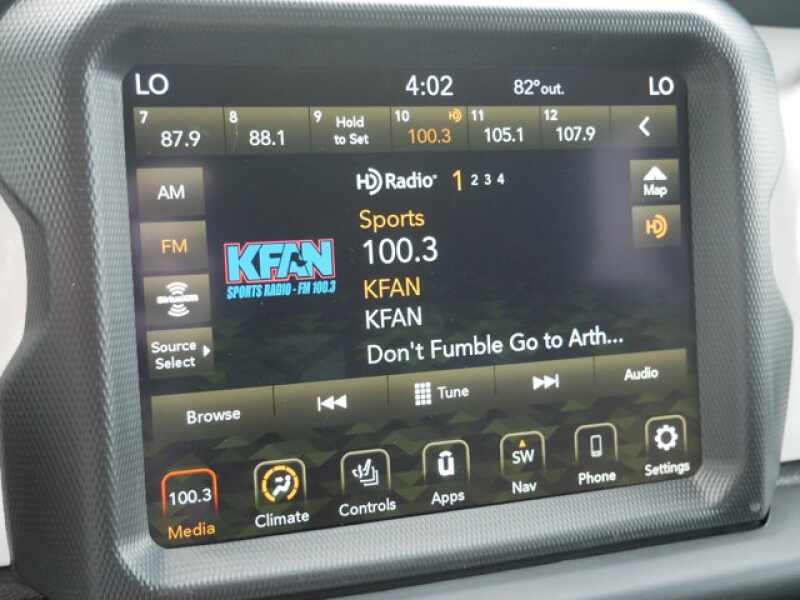 LO 4:02 82° out. LO
7 8 9 Hold 10 HD 11 12
87.9 88.1 to Set 100.3 105.1 107.9
AM HD Radio 1 2 3 4 Map
Sports HD
FM KFAN 100.3
SPORTS RADIO - FM 100.3 KFAN
SiriusXM KFAN
Source
Select Don't Fumble Go to Arth...
Browse Tune Audio
100.3 U SW
Media Climate Controls Apps Nav Phone Settings